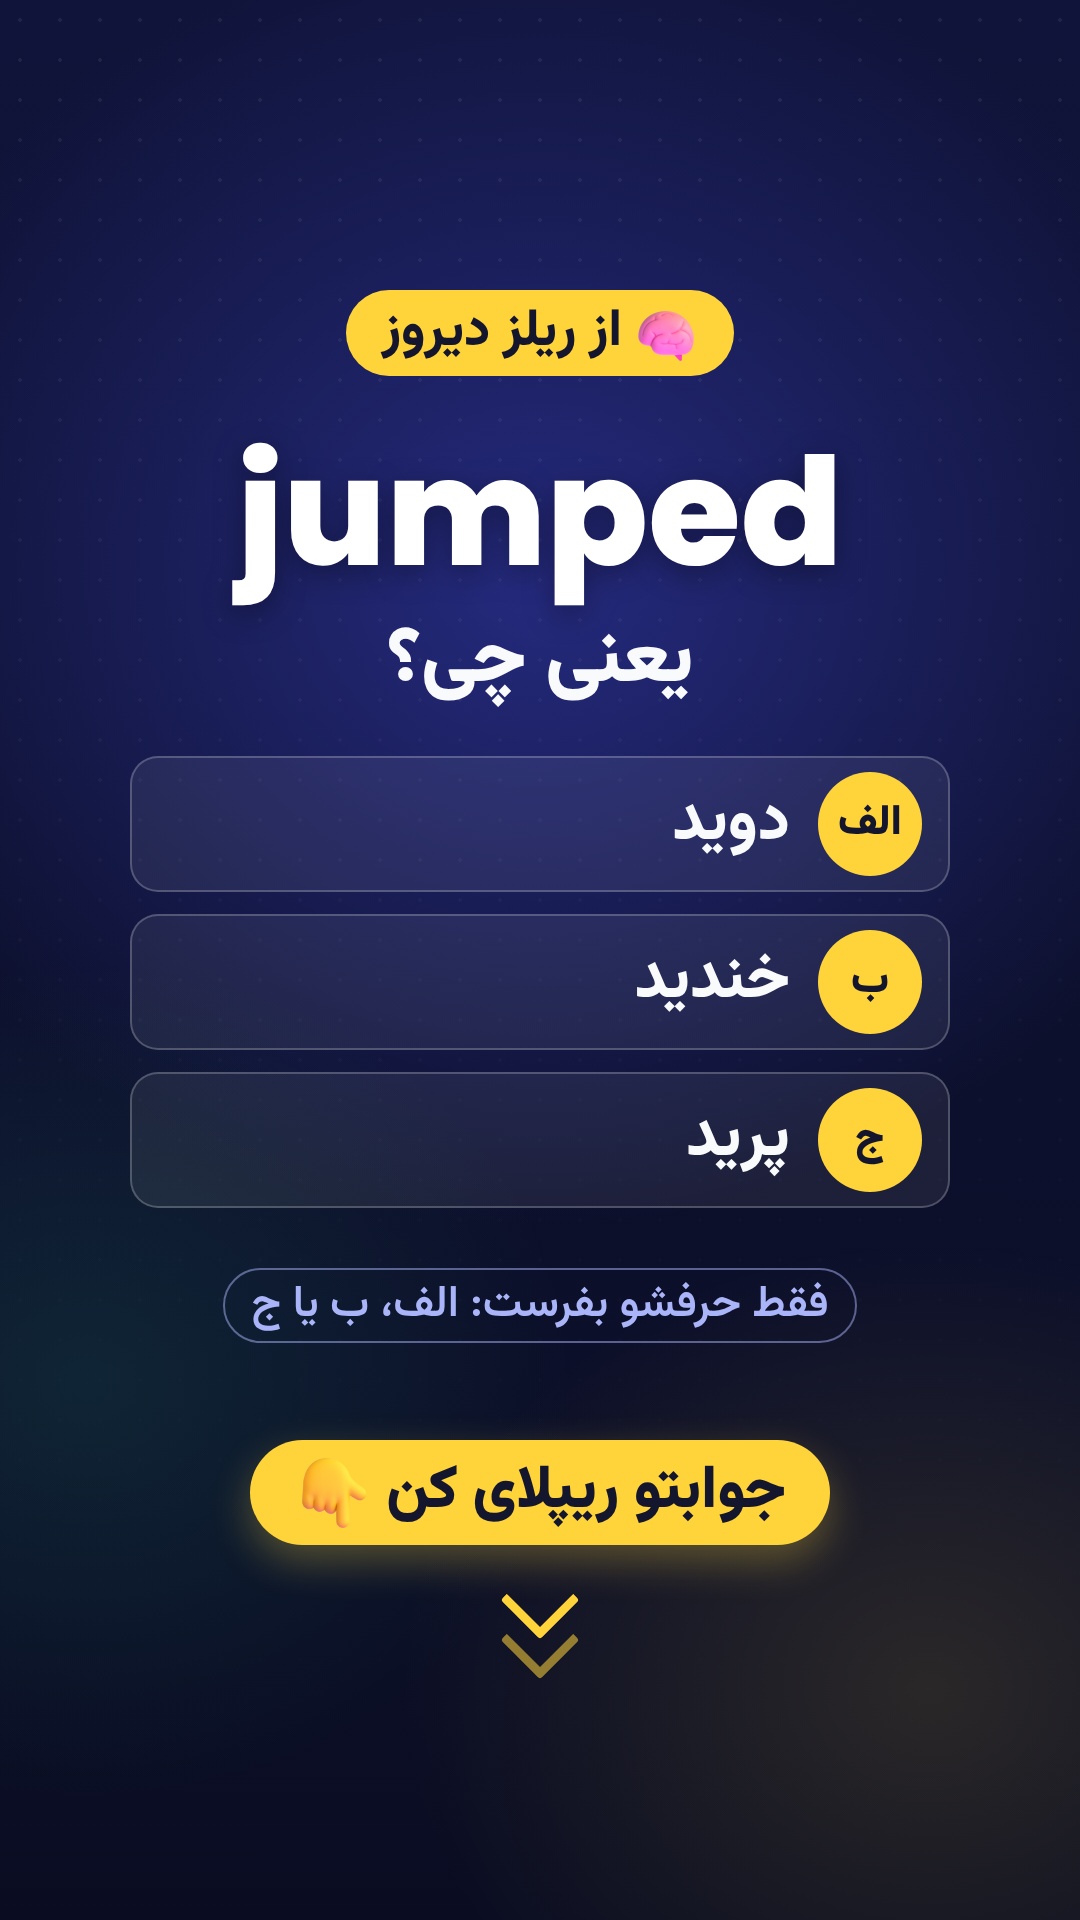 🧠 از ریلز دیروز
jumped
یعنی چی؟
الف دوید
ب خندید
ج پرید
فقط حرفشو بفرست: الف، ب یا ج
جوابتو ریپلای کن 👇